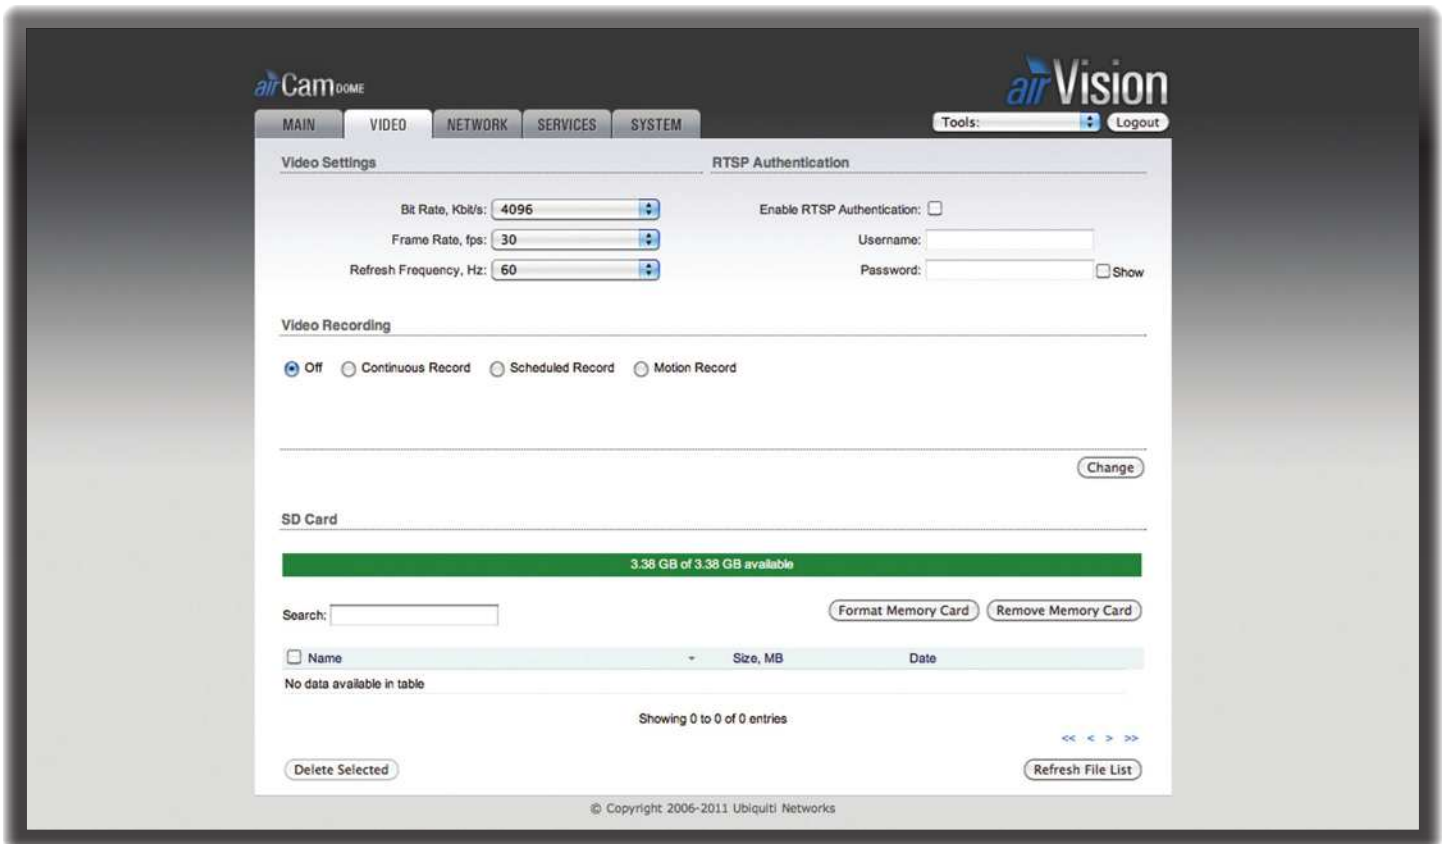 airCam DOME
airVision
MAIN VIDEO NETWORK SERVICES SYSTEM
Tools: Logout
Video Settings
RTSP Authentication
Bit Rate, Kbit/s: 4096
Enable RTSP Authentication:
Frame Rate, fps: 30
Username:
Refresh Frequency, Hz: 60
Password: Show
Video Recording
Off Continuous Record Scheduled Record Motion Record
Change
SD Card
3.38 GB of 3.38 GB available
Search: Format Memory Card Remove Memory Card
Name Size, MB Date
No data available in table
Showing 0 to 0 of 0 entries
<< < > >>
Delete Selected Refresh File List
© Copyright 2006-2011 Ubiquiti Networks